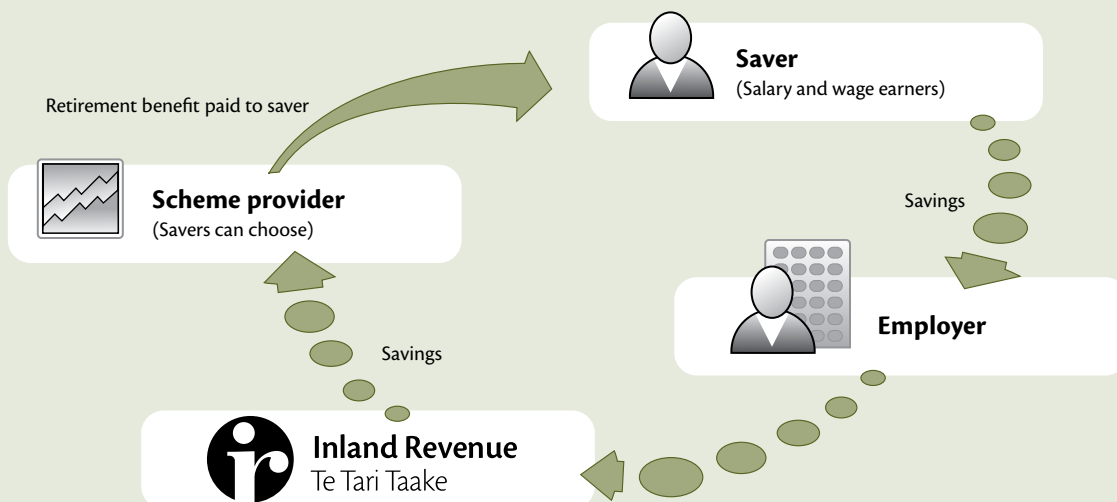 Saver
(Salary and wage earners)
Retirement benefit paid to saver
Scheme provider
(Savers can choose)
Savings
Employer
Savings
ir
Inland Revenue
Te Tari Taake